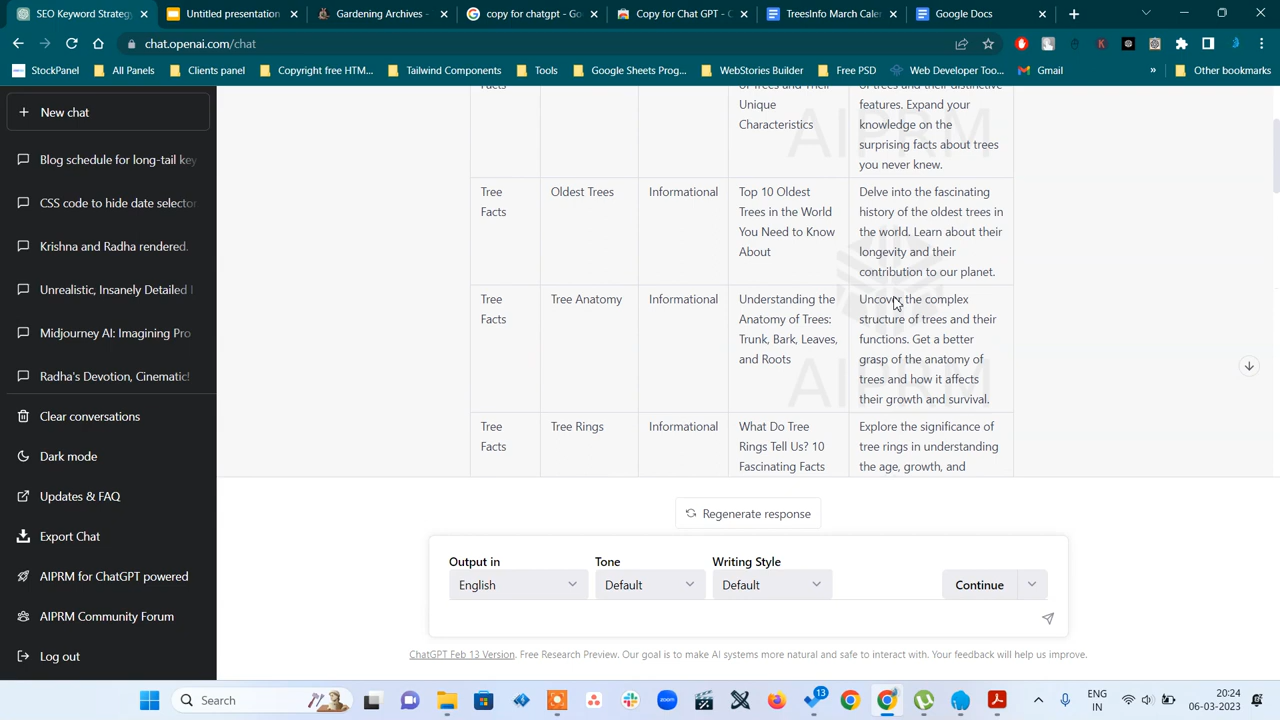 SEO Keyword Strategy
Untitled presentation
Gardening Archives -
copy for chatgpt - Go
Copy for Chat GPT - C
TreesInfo March Caler
Google Docs
chat.openai.com/chat
StockPanel
All Panels
Clients panel
Copyright free HTM...
Tailwind Components
Tools
Google Sheets Prog...
WebStories Builder
Free PSD
Web Developer Too...
Gmail
»
Other bookmarks
New chat
Blog schedule for long-tail key
CSS code to hide date selector
Krishna and Radha rendered.
Unrealistic, Insanely Detailed I
Midjourney AI: Imagining Pro
Radha's Devotion, Cinematic!
Clear conversations
Dark mode
Updates & FAQ
Export Chat
AIPRM for ChatGPT powered
AIPRM Community Forum
Log out
Facts
of Trees and Their
Unique
Characteristics
of trees and their distinctive
features. Expand your
knowledge on the
surprising facts about trees
you never knew.
Tree
Facts
Oldest Trees
Informational
Top 10 Oldest
Trees in the World
You Need to Know
About
Delve into the fascinating
history of the oldest trees in
the world. Learn about their
longevity and their
contribution to our planet.
Tree
Facts
Tree Anatomy
Informational
Understanding the
Anatomy of Trees:
Trunk, Bark, Leaves,
and Roots
Uncover the complex
structure of trees and their
functions. Get a better
grasp of the anatomy of
trees and how it affects
their growth and survival.
Tree
Facts
Tree Rings
Informational
What Do Tree
Rings Tell Us? 10
Fascinating Facts
Explore the significance of
tree rings in understanding
the age, growth, and
AIPRM
AIPRM
Regenerate response
Output in
Tone
Writing Style
English
Default
Default
Continue
ChatGPT Feb 13 Version. Free Research Preview. Our goal is to make AI systems more natural and safe to interact with. Your feedback will help us improve.
Search
zoom
13
ENG
IN
20:24
06-03-2023